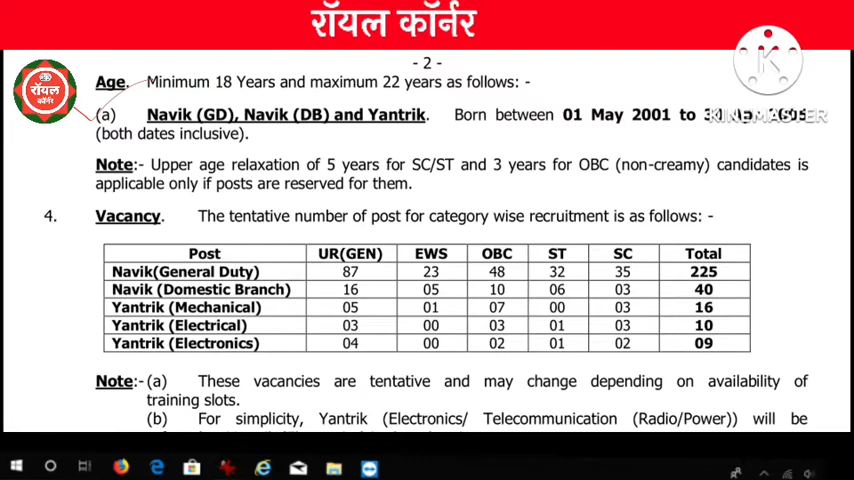 रॉयल कॉर्नर
- 2 -
रॉयल
कॉर्नर
Age. Minimum 18 Years and maximum 22 years as follows: -
(a) Navik (GD), Navik (DB) and Yantrik. Born between 01 May 2001 to
KINEMASTER
(both dates inclusive).
Note:- Upper age relaxation of 5 years for SC/ST and 3 years for OBC (non-creamy) candidates is
applicable only if posts are reserved for them.
4. Vacancy. The tentative number of post for category wise recruitment is as follows: -
Post UR(GEN) EWS OBC ST SC Total
Navik(General Duty) 87 23 48 32 35 225
Navik (Domestic Branch) 16 05 10 06 03 40
Yantrik (Mechanical) 05 01 07 00 03 16
Yantrik (Electrical) 03 00 03 01 03 10
Yantrik (Electronics) 04 00 02 01 02 09
Note:- (a) These vacancies are tentative and may change depending on availability of
training slots.
(b) For simplicity, Yantrik (Electronics/ Telecommunication (Radio/Power)) will be